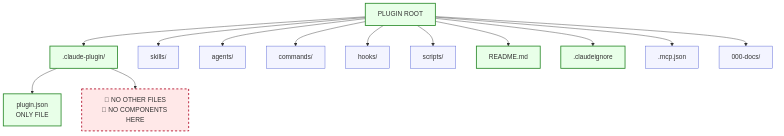 PLUGIN ROOT
.claude-plugin/
skills/
agents/
commands/
hooks/
scripts/
README.md
.claudeignore
.mcp.json
000-docs/
plugin.json
ONLY FILE
NO OTHER FILES
NO COMPONENTS
HERE